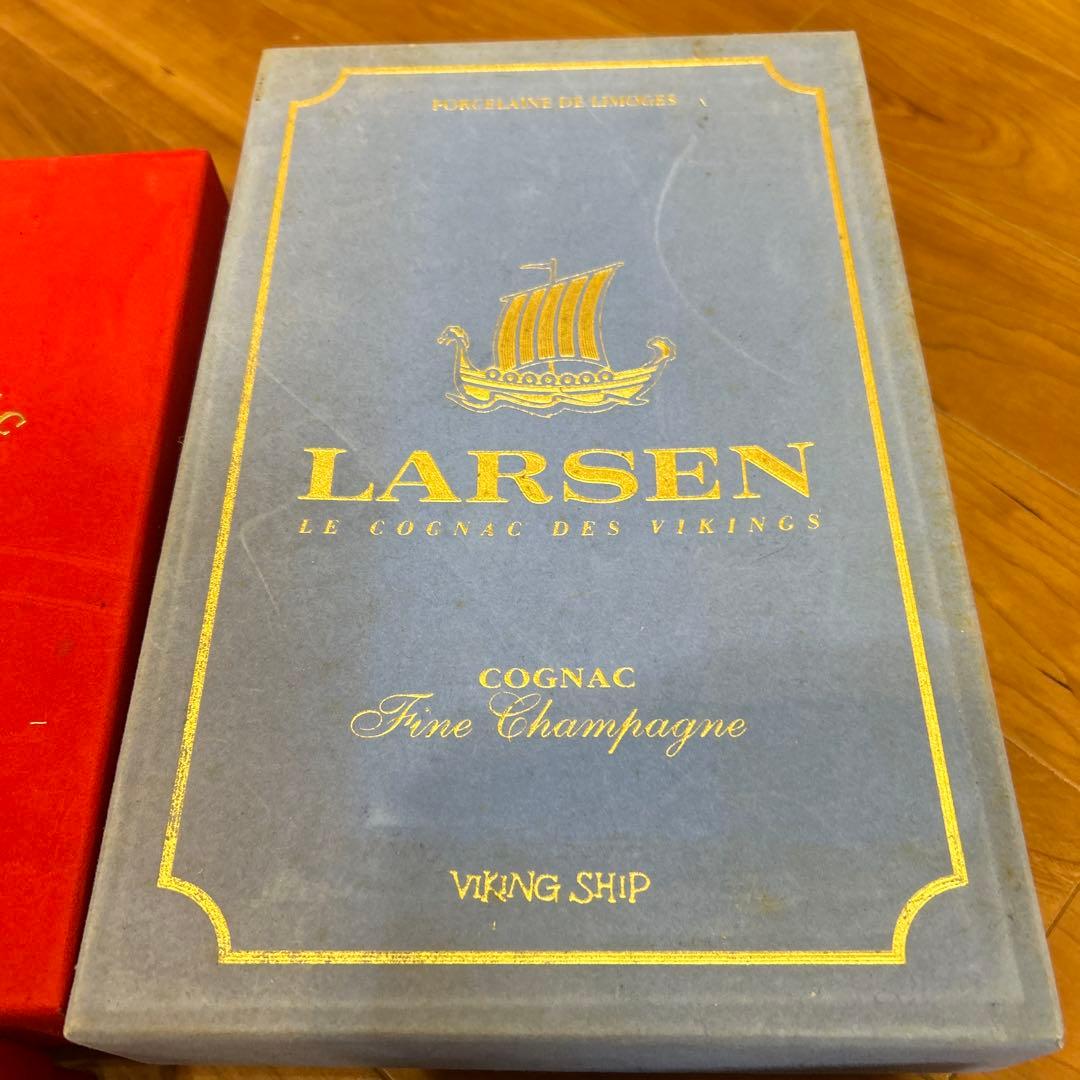 PORCELAINE DE LIMOGES
LARSEN
LE COGNAC DES VIKINGS
COGNAC
Fine Champagne
VIKING SHIP